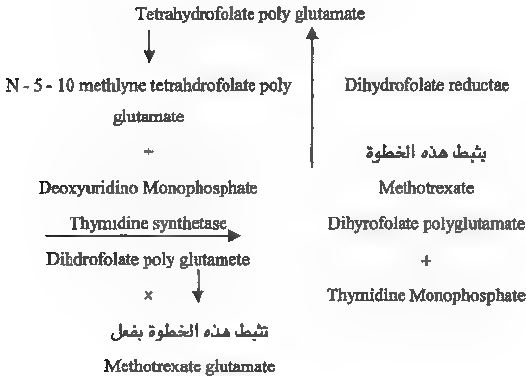 Tetrahydrofolate poly glutamate
N - 5 - 10 methlyne tetrahdrofolate poly
glutamate
+
Deoxyuridino Monophosphate
Thymidine synthetase
Dihdrofolate poly glutamete
×
تثبط هذه الخطوة بفعل
Methotrexate glutamate
Dihydrofolate reductae
يثبط هذه الخطوة
Methotrexate
Dihyrofolate polyglutamate
+
Thymidine Monophosphate